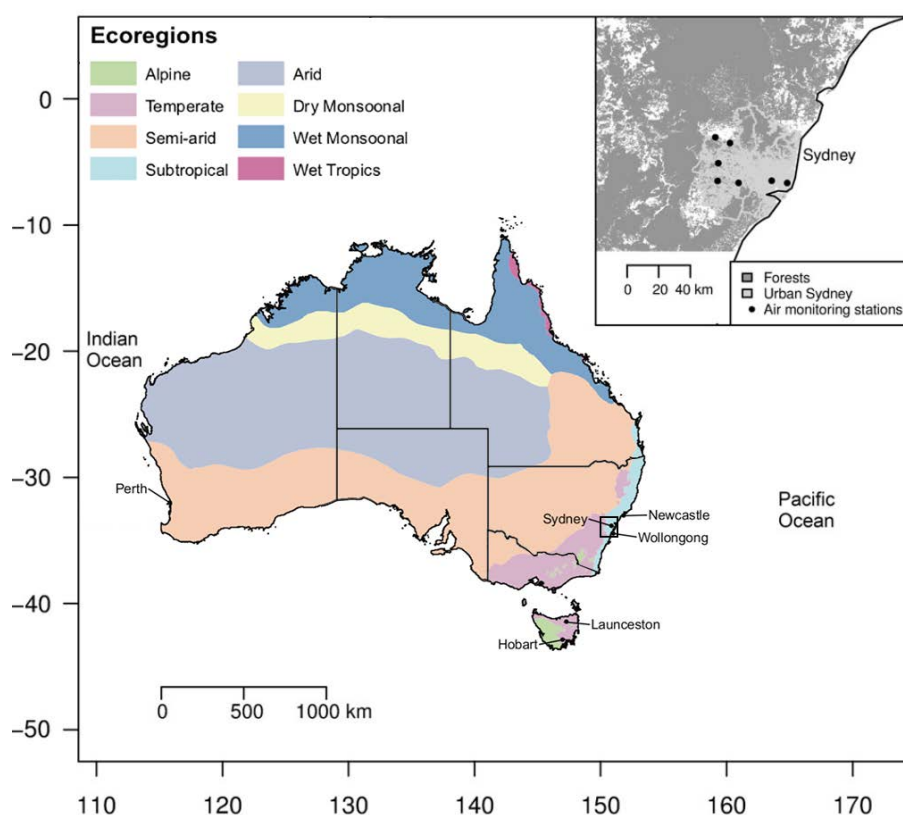 Ecoregions
Alpine
Arid
Temperate
Dry Monsoonal
Semi-arid
Wet Monsoonal
Subtropical
Wet Tropics
Sydney
0 20 40 km
Forests
Urban Sydney
Air monitoring stations
0
−10
−20
−30
−40
−50
Indian
Ocean
Perth
Sydney
Newcastle
Wollongong
Pacific
Ocean
Launceston
Hobart
0 500 1000 km
110 120 130 140 150 160 170